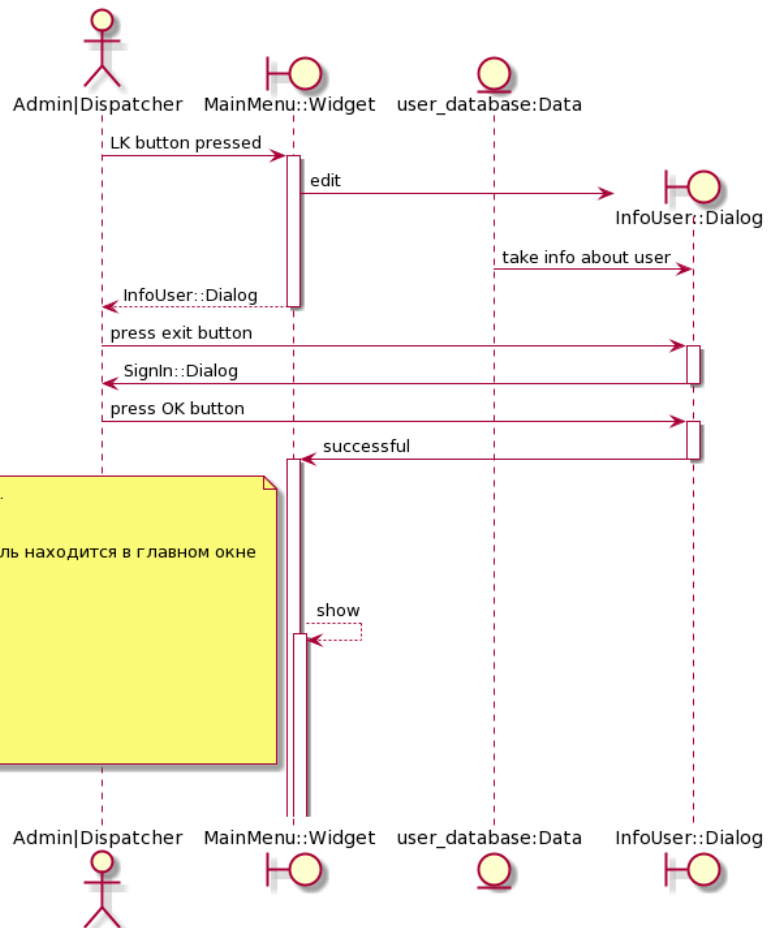 Admin|Dispatcher MainMenu::Widget user_database:Data
LK button pressed
edit
InfoUser::Dialog
take info about user
InfoUser::Dialog
press exit button
SignIn::Dialog
press OK button
successful
.
ль находится в главном окне
show
Admin|Dispatcher MainMenu::Widget user_database:Data InfoUser::Dialog